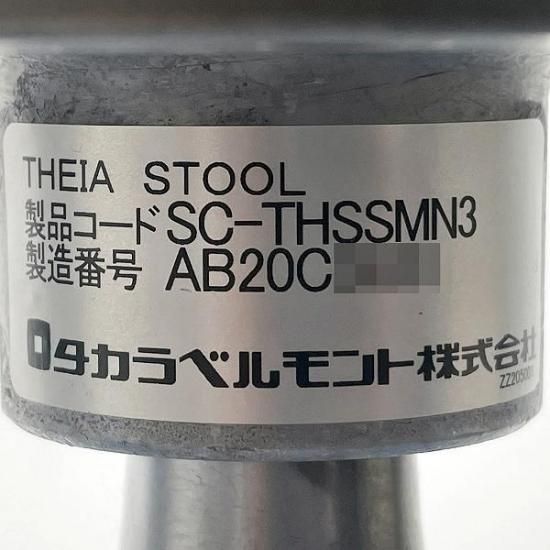 THEIA STOOL
製品コード SC-THSSMN3
製造番号 AB20C
タカラベルモント株式会社